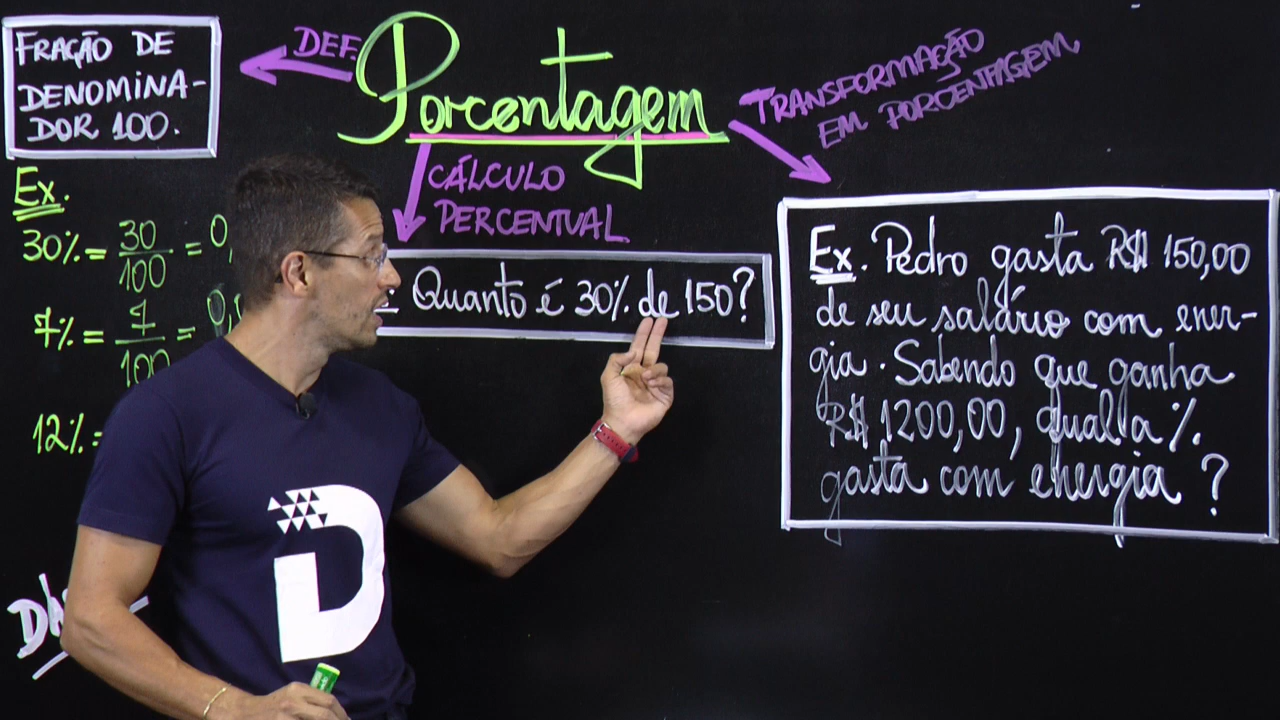 FRAÇÃO DE
DENOMINA-
DOR 100.
DEF.
Porcentagem
TRANSFORMAÇÃO
EM PORCENTAGEM
CÁLCULO
PERCENTUAL
Ex.
30% = 30/100 = 0,
7% = 7/100 = 0,
12% =
Quanto é 30% de 150?
Ex. Pedro gasta R$ 150,00
de seu salário com ener-
gia. Sabendo que ganha
R$ 1200,00, qual a %
gasta com energia?
D